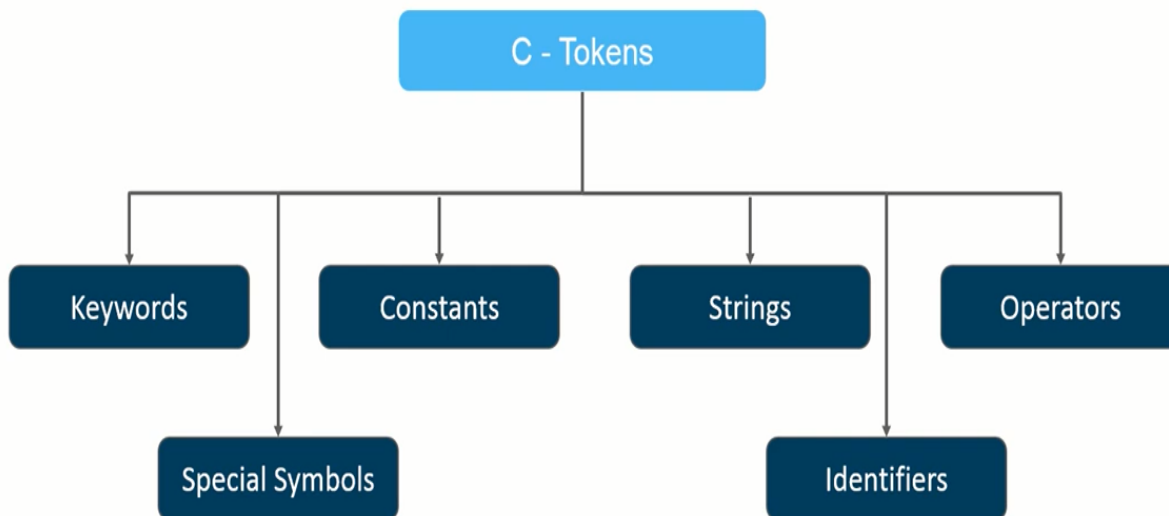 C - Tokens
Keywords
Constants
Strings
Operators
Special Symbols
Identifiers